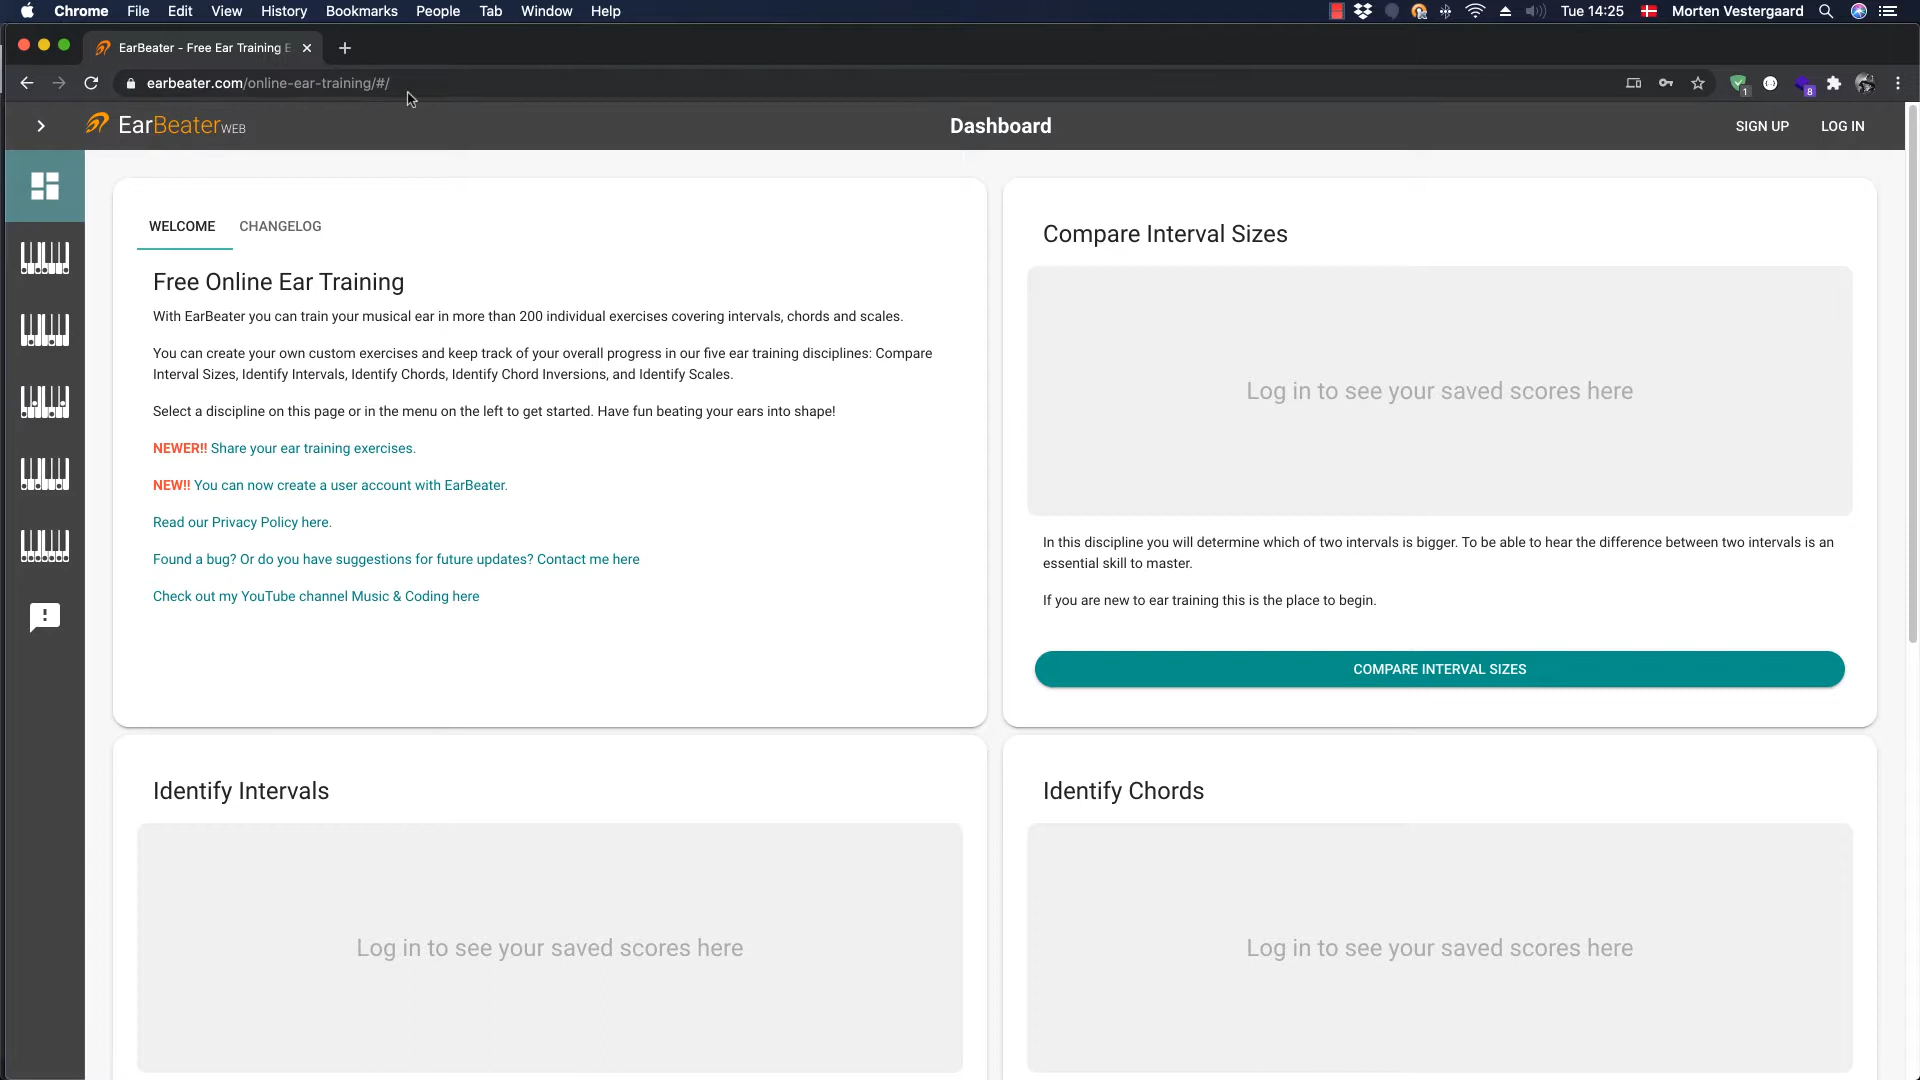 Chrome File Edit View History Bookmarks People Tab Window Help Tue 14:25 Morten Vestergaard
EarBeater - Free Ear Training E
earbeater.com/online-ear-training/#/ 1 8
EarBeater WEB Dashboard SIGN UP LOG IN
WELCOME CHANGELOG
Free Online Ear Training
With EarBeater you can train your musical ear in more than 200 individual exercises covering intervals, chords and scales.
You can create your own custom exercises and keep track of your overall progress in our five ear training disciplines: Compare
Interval Sizes, Identify Intervals, Identify Chords, Identify Chord Inversions, and Identify Scales.
Select a discipline on this page or in the menu on the left to get started. Have fun beating your ears into shape!
NEWER!! Share your ear training exercises.
NEW!! You can now create a user account with EarBeater.
Read our Privacy Policy here.
Found a bug? Or do you have suggestions for future updates? Contact me here
Check out my YouTube channel Music & Coding here
Compare Interval Sizes
Log in to see your saved scores here
In this discipline you will determine which of two intervals is bigger. To be able to hear the difference between two intervals is an
essential skill to master.
If you are new to ear training this is the place to begin.
COMPARE INTERVAL SIZES
Identify Intervals
Log in to see your saved scores here
Identify Chords
Log in to see your saved scores here